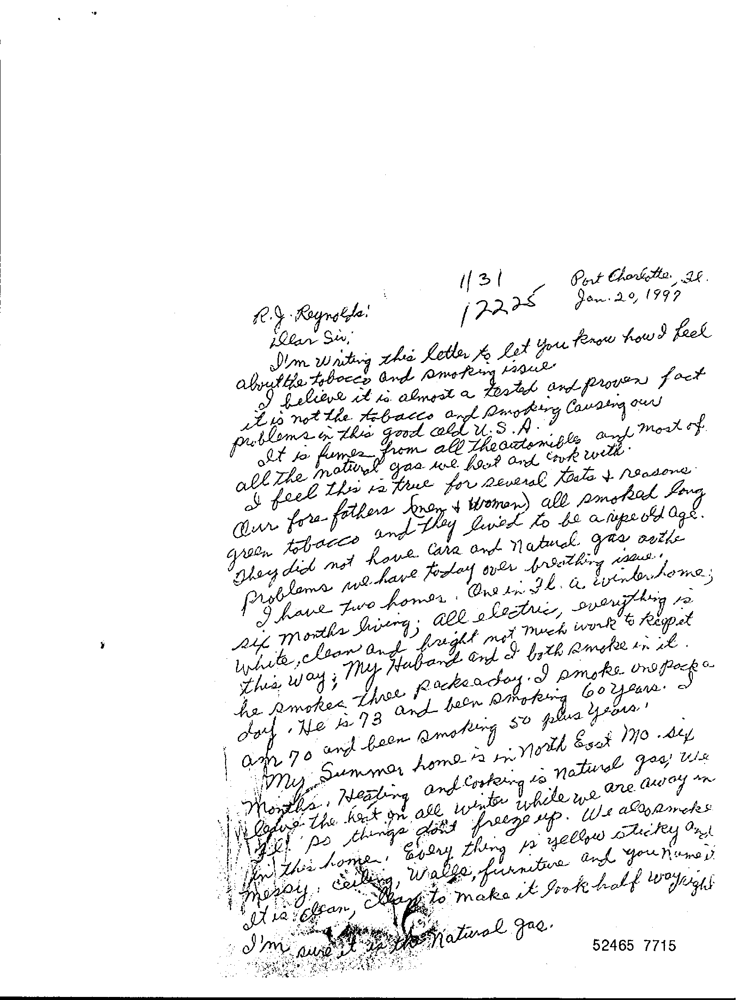 1/31
12225
Port Charlotte, Fl.
Jan. 20, 1997
R.J. Reynolds:
Dear Sir;
I'm writing this letter to let you know how I feel
about the tobacco and smoking issue.
I believe it is almost a tested and proven fact
it is not the tobacco and smoking causing our
problems in this good old U.S.A.
It is fumes from all the automibles and most of
all the natural gas we heat and cook with.
I feel this is true for several tests & reasons.
Our fore fathers (men & women) all smoked long
green tobacco and they lived to be a ripe old age.
They did not have cars and natural gas or the
problems we have today over breathing issue.
I have two homes. One in Fl. a winter home;
six months living; all electric, everything is
white, clean and bright not much work to keep it
this way; My Husband and I both smoke in it.
he smokes three packs a day. I smoke one pack a
day. He is 73 and been smoking 60 years. I
am 70 and been smoking 50 plus years.
My Summer home is in North East Mo. six
months. Heating and cooking is natural gas; We
leave the heat on all winter while we are away in
Fl. so things don't freeze up. We also smoke
in this home. Every thing is yellow sticky and
messy; ceiling, walls, furniture and you name it
It is clean, clean to make it look half way right
I'm sure it is the natural gas.
52465 7715